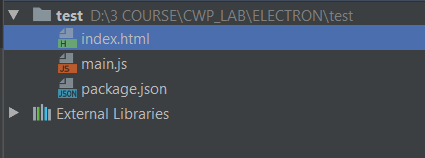 test D:\3 COURSE\CWP_LAB\ELECTRON\test
H index.html
JS main.js
JSON package.json
External Libraries